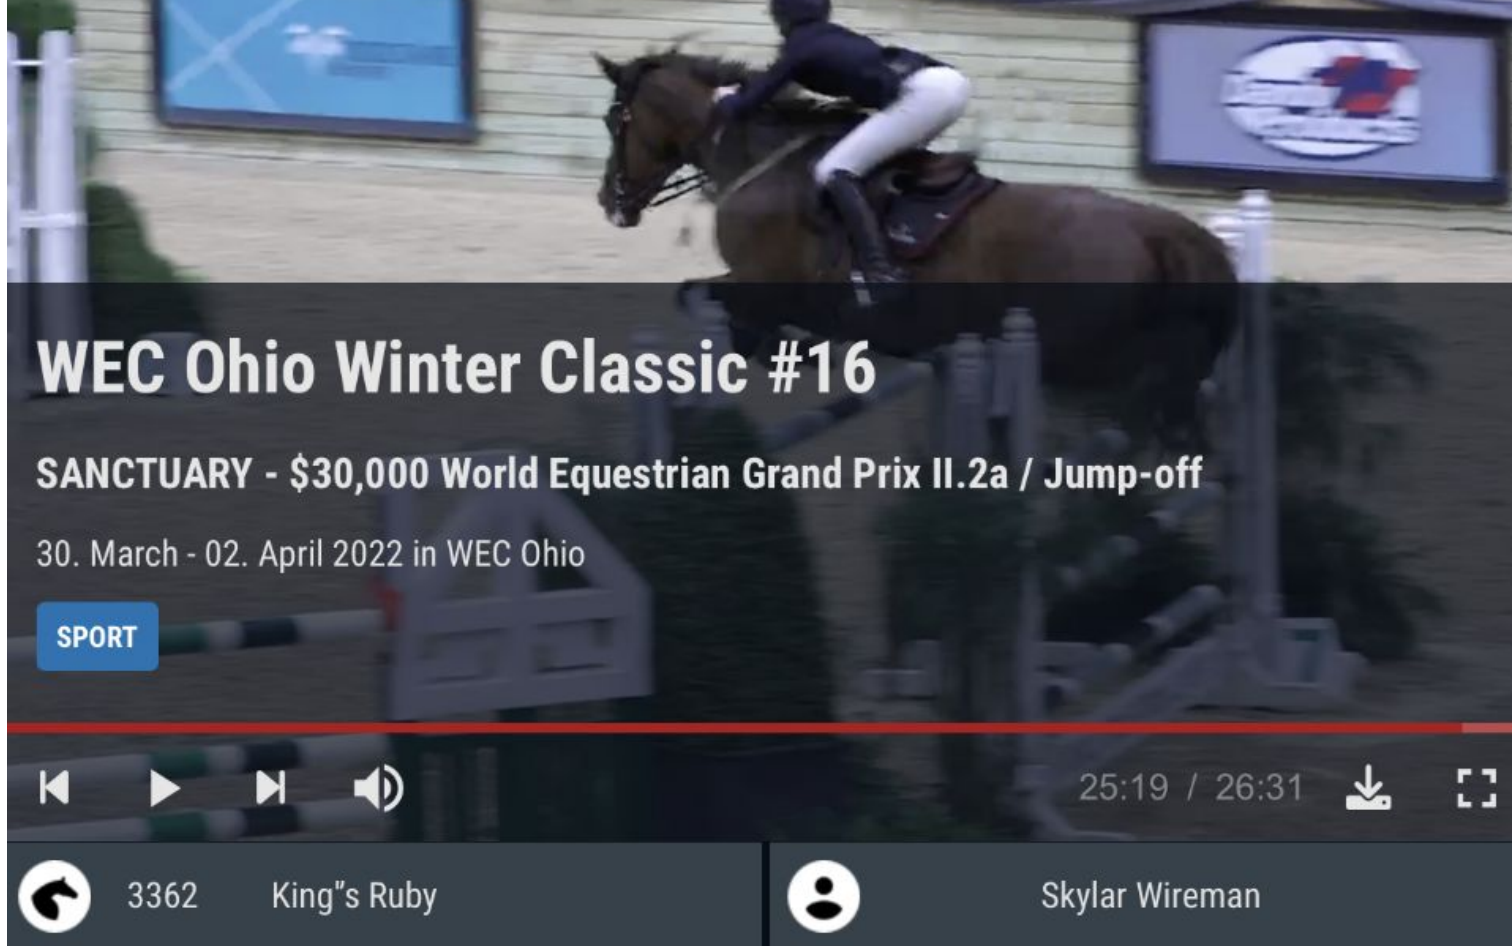 WEC Ohio Winter Classic #16
SANCTUARY - $30,000 World Equestrian Grand Prix II.2a / Jump-off
30. March - 02. April 2022 in WEC Ohio
SPORT
25:19 / 26:31
3362 King"s Ruby
Skylar Wireman